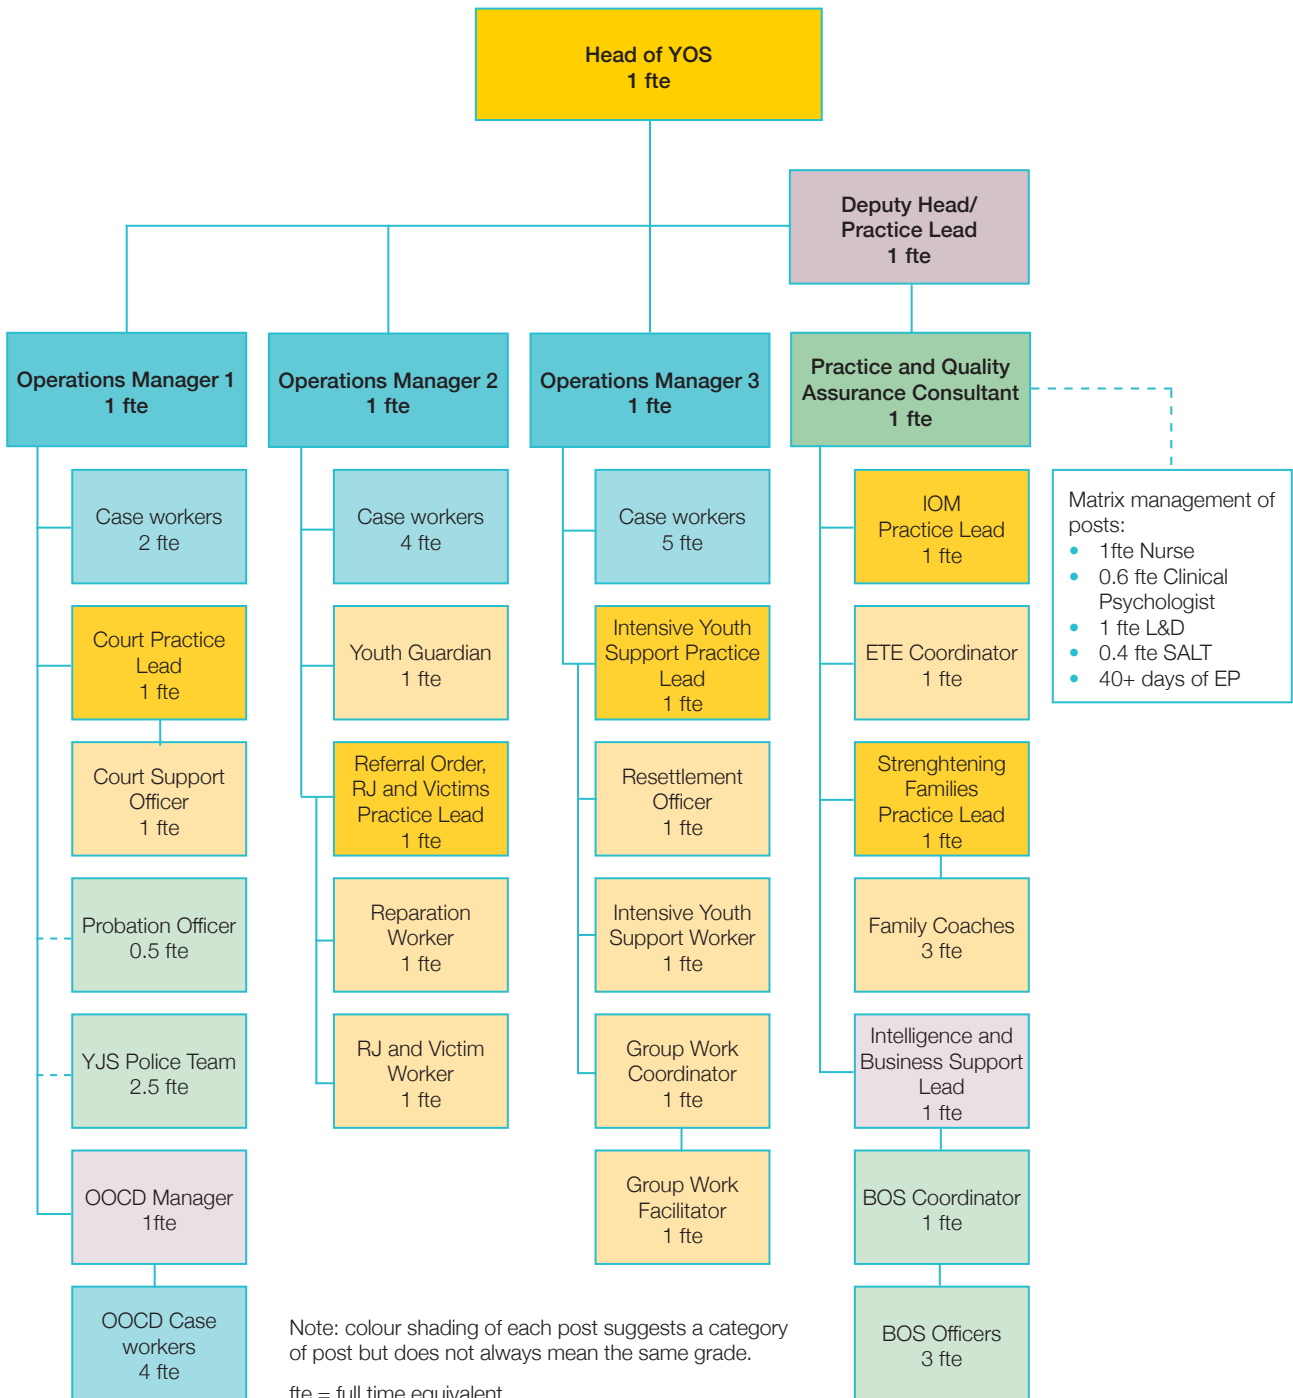 Head of YOS
1 fte
Deputy Head/
Practice Lead
1 fte
Operations Manager 1
1 fte
Operations Manager 2
1 fte
Operations Manager 3
1 fte
Practice and Quality
Assurance Consultant
1 fte
Case workers
2 fte
Court Practice
Lead
1 fte
Court Support
Officer
1 fte
Probation Officer
0.5 fte
YJS Police Team
2.5 fte
OOCD Manager
1fte
OOCD Case
workers
4 fte
Case workers
4 fte
Youth Guardian
1 fte
Referral Order,
RJ and Victims
Practice Lead
1 fte
Reparation
Worker
1 fte
RJ and Victim
Worker
1 fte
Case workers
5 fte
Intensive Youth
Support Practice
Lead
1 fte
Resettlement
Officer
1 fte
Intensive Youth
Support Worker
1 fte
Group Work
Coordinator
1 fte
Group Work
Facilitator
1 fte
IOM
Practice Lead
1 fte
ETE Coordinator
1 fte
Strenghtening
Families
Practice Lead
1 fte
Family Coaches
3 fte
Intelligence and
Business Support
Lead
1 fte
BOS Coordinator
1 fte
BOS Officers
3 fte
Matrix management of
posts:
• 1fte Nurse
• 0.6 fte Clinical
Psychologist
• 1 fte L&D
• 0.4 fte SALT
• 40+ days of EP
Note: colour shading of each post suggests a category
of post but does not always mean the same grade.
fte = full time equivalent